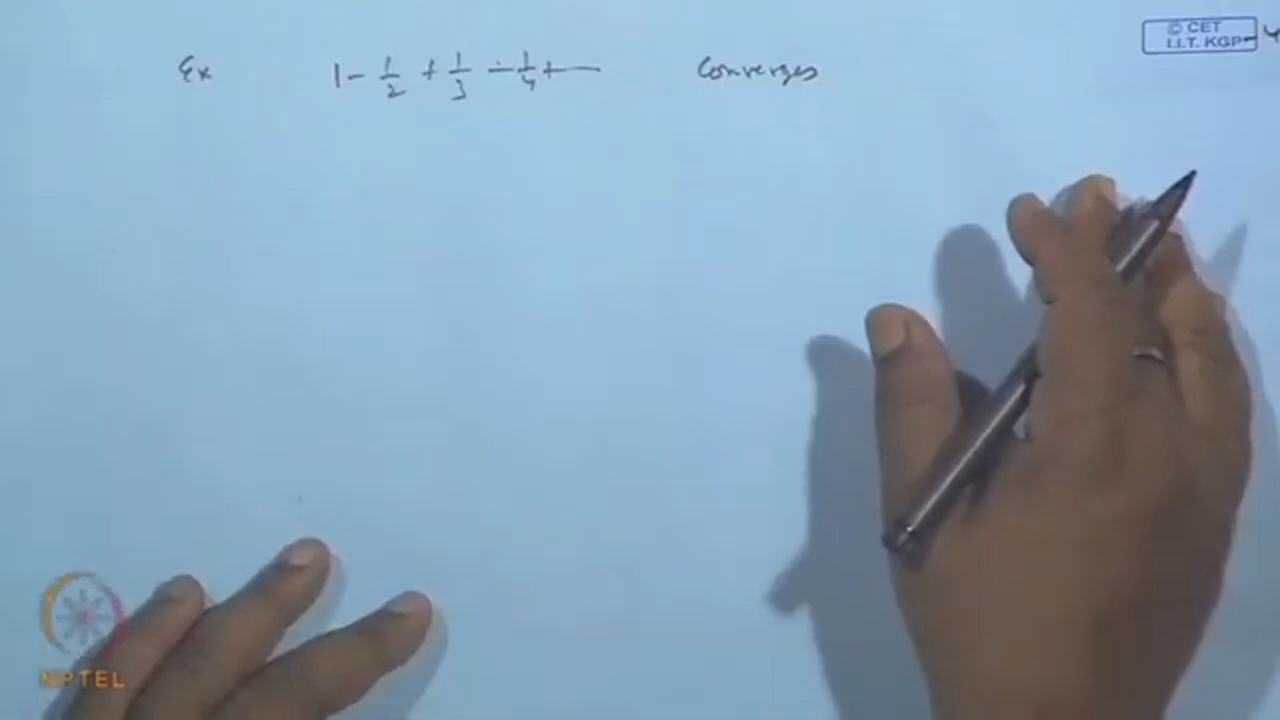 © CET
I.I.T. KGP
Ex 1 - 1/2 + 1/3 - 1/4 + — Converges
NPTEL